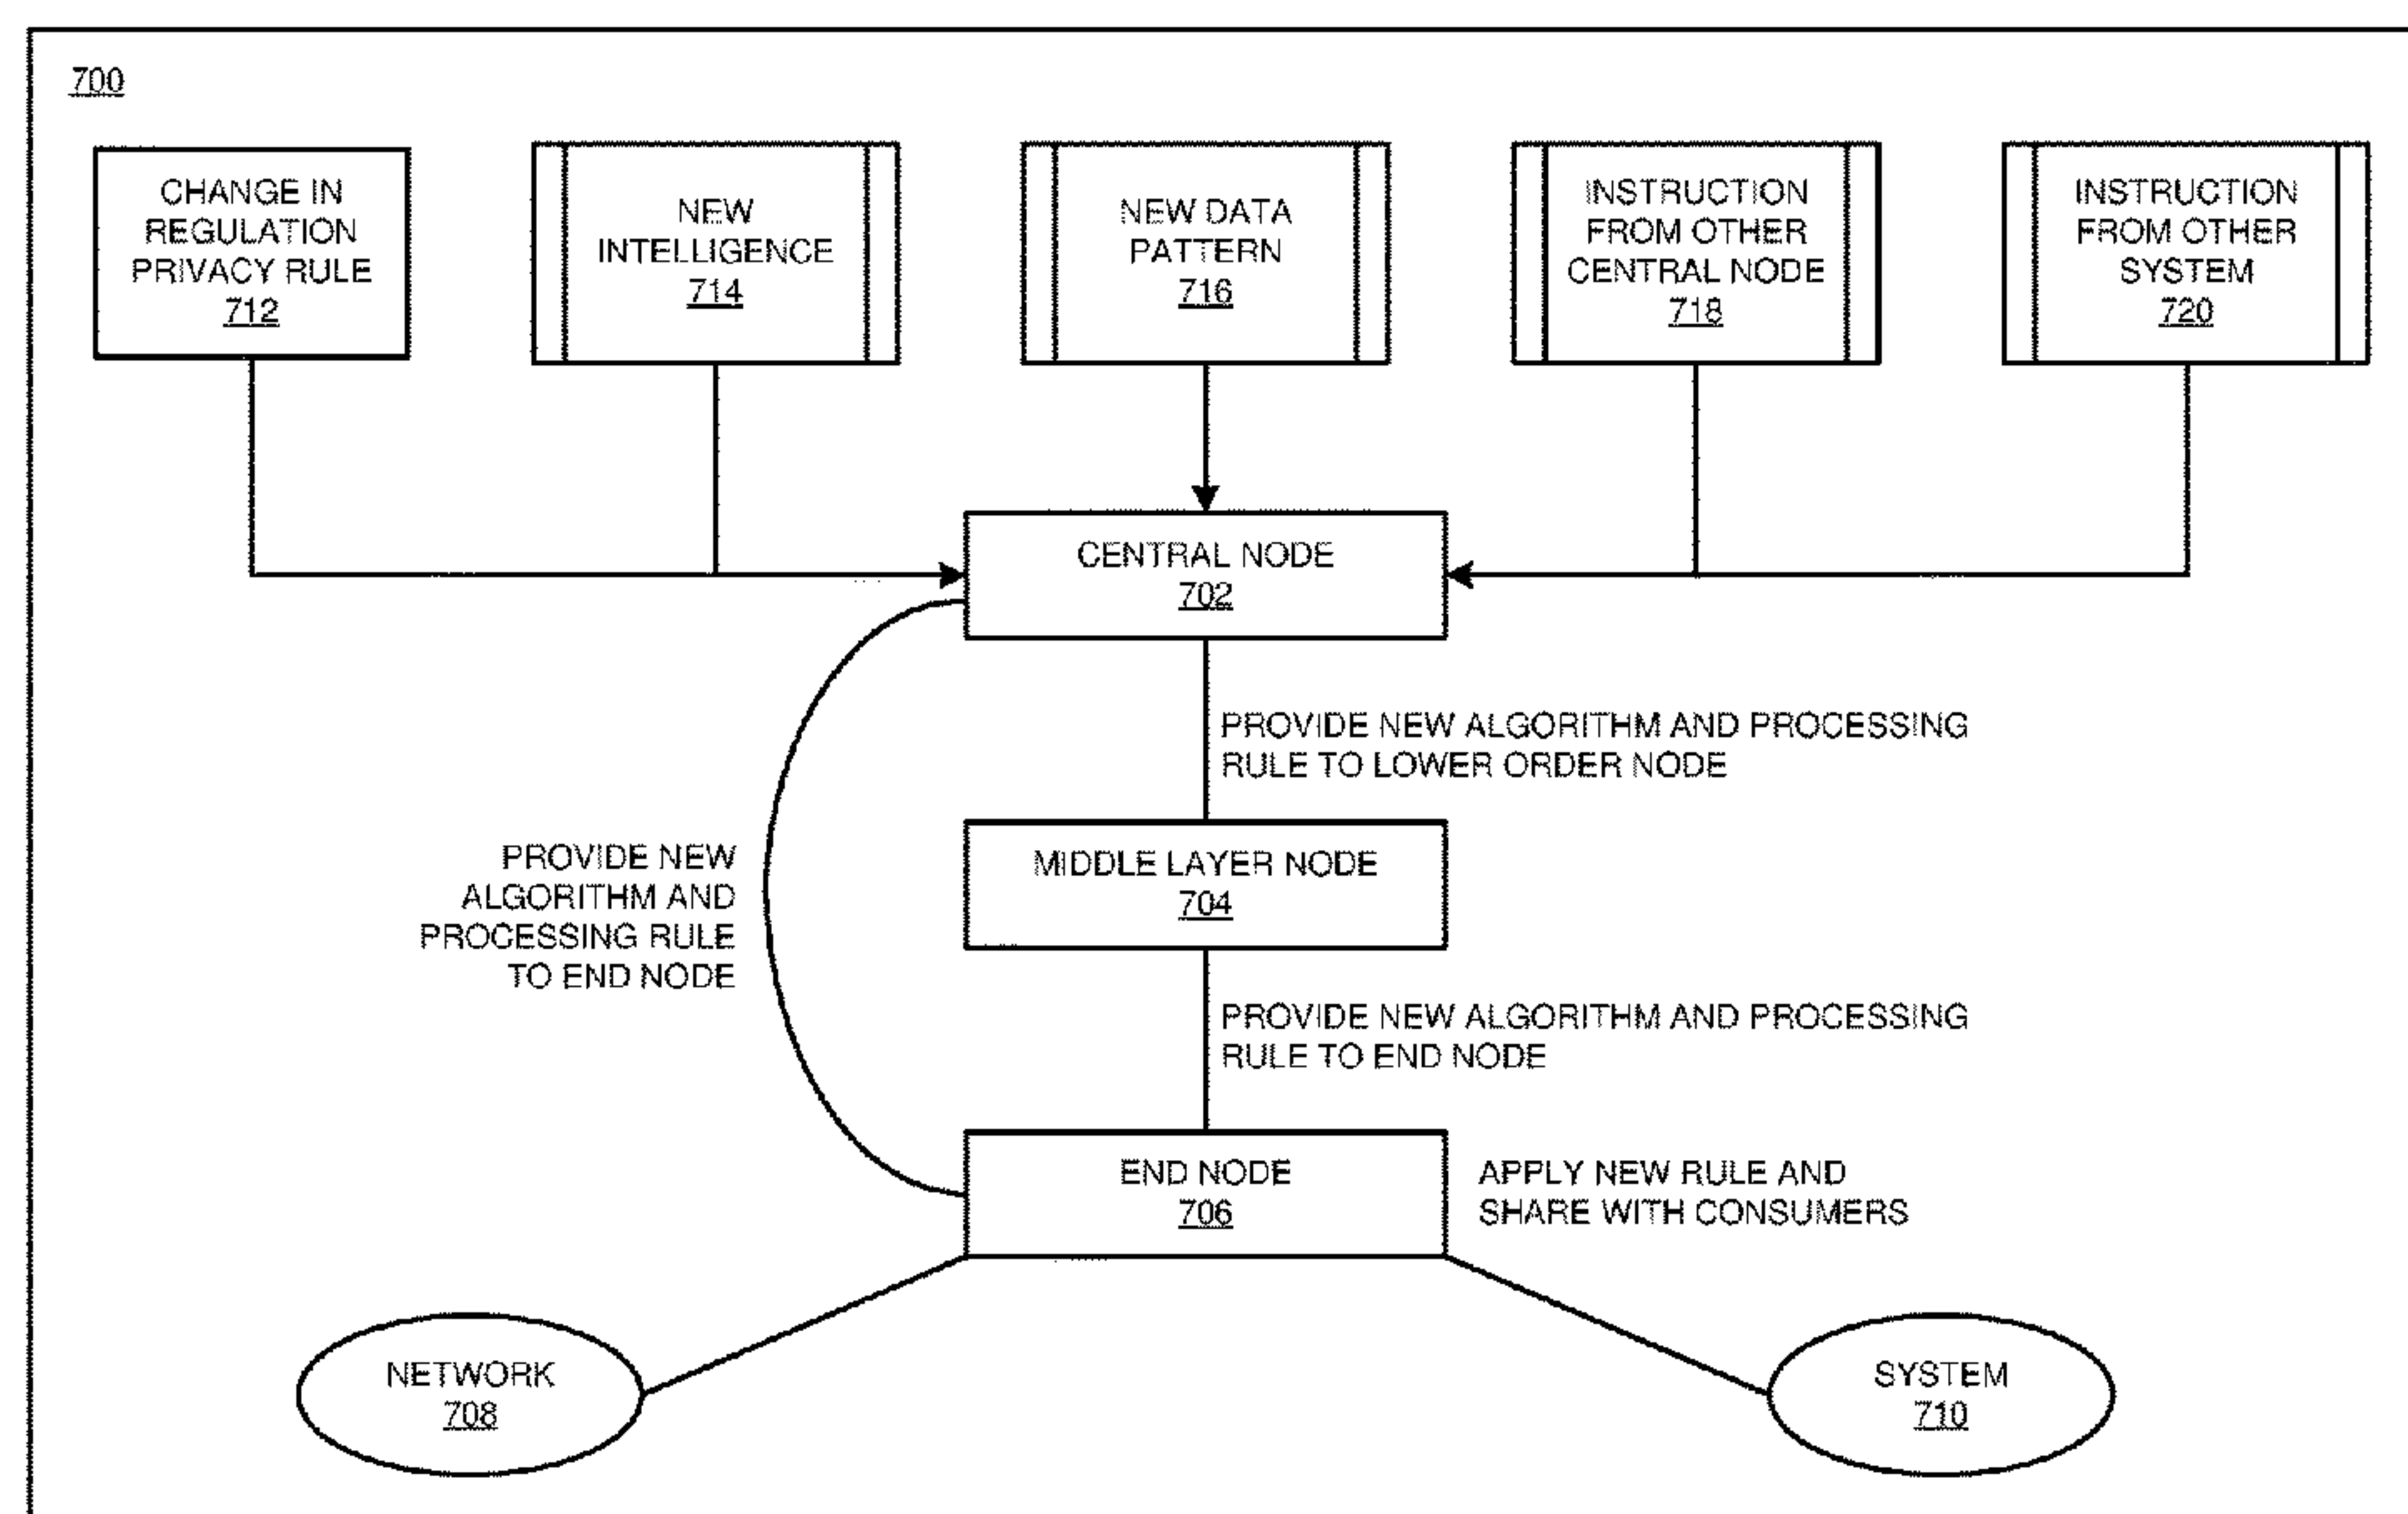 700
CHANGE IN
REGULATION
PRIVACY RULE
712
NEW
INTELLIGENCE
714
NEW DATA
PATTERN
716
INSTRUCTION
FROM OTHER
CENTRAL NODE
718
INSTRUCTION
FROM OTHER
SYSTEM
720
CENTRAL NODE
702
PROVIDE NEW ALGORITHM AND PROCESSING
RULE TO LOWER ORDER NODE
PROVIDE NEW
ALGORITHM AND
PROCESSING RULE
TO END NODE
MIDDLE LAYER NODE
704
PROVIDE NEW ALGORITHM AND PROCESSING
RULE TO END NODE
END NODE
706
APPLY NEW RULE AND
SHARE WITH CONSUMERS
NETWORK
708
SYSTEM
710